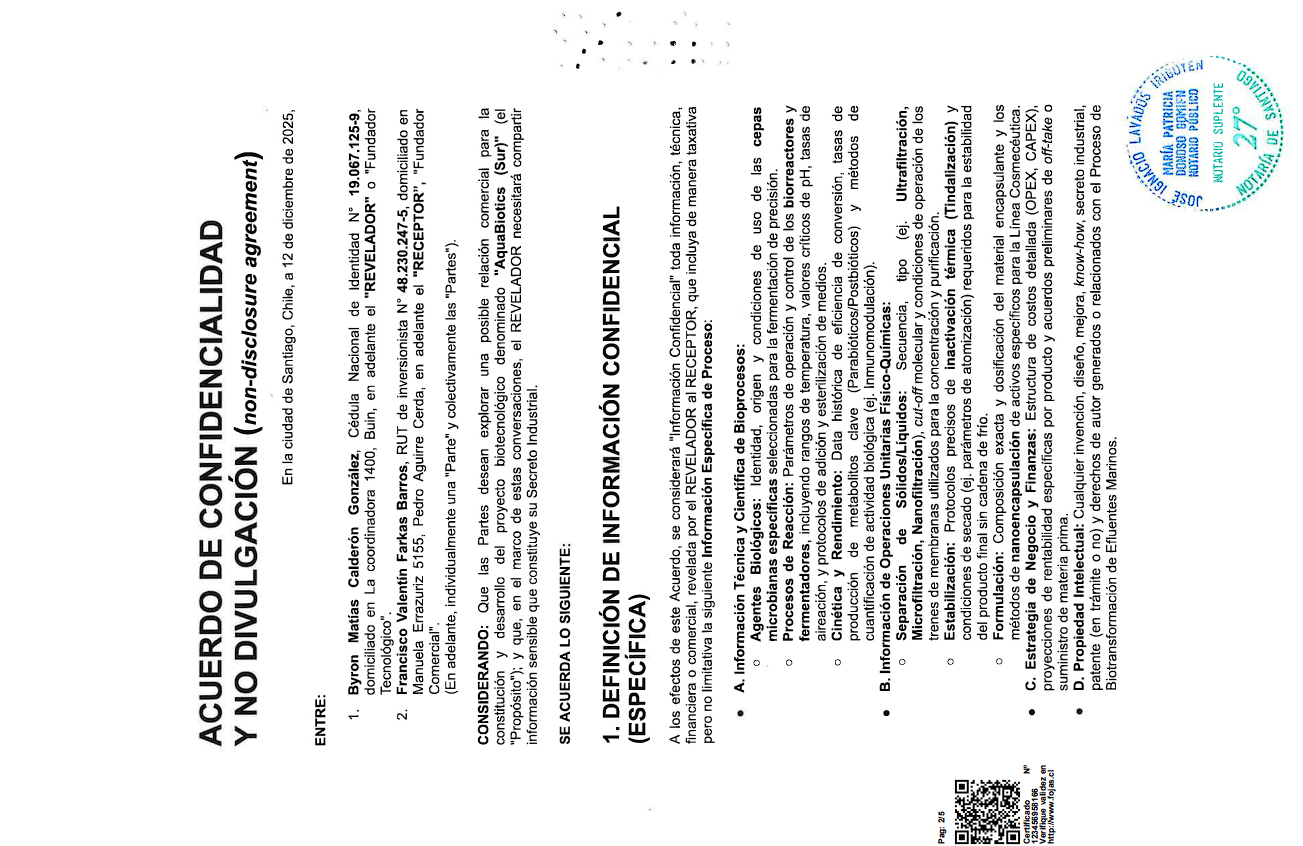 ACUERDO DE CONFIDENCIALIDAD
Y NO DIVULGACIÓN (non-disclosure agreement)
En la ciudad de Santiago, Chile, a 12 de diciembre de 2025,
ENTRE:
1. Byron Matías Calderón González, Cédula Nacional de Identidad N° 19.067.125-9,
domiciliado en La coordinadora 1400, Buin, en adelante el "REVELADOR" o "Fundador
Tecnológico".
2. Francisco Valentín Farkas Barros, RUT de inversionista N° 48.230.247-5, domiciliado en
Manuela Errazuriz 5155, Pedro Aguirre Cerda, en adelante el "RECEPTOR", "Fundador
Comercial".
(En adelante, individualmente una "Parte" y colectivamente las "Partes").
CONSIDERANDO: Que las Partes desean explorar una posible relación comercial para la
constitución y desarrollo del proyecto biotecnológico denominado "AquaBiotics (Sur)" (el
"Propósito"); y que, en el marco de estas conversaciones, el REVELADOR necesitará compartir
información sensible que constituye su Secreto Industrial.
SE ACUERDA LO SIGUIENTE:
1. DEFINICIÓN DE INFORMACIÓN CONFIDENCIAL
(ESPECÍFICA)
A los efectos de este Acuerdo, se considerará "Información Confidencial" toda información, técnica,
financiera o comercial, revelada por el REVELADOR al RECEPTOR, que incluya de manera taxativa
pero no limitativa la siguiente Información Específica de Proceso:
● A. Información Técnica y Científica de Bioprocesos:
○ Agentes Biológicos: Identidad, origen y condiciones de uso de las cepas
microbianas específicas seleccionadas para la fermentación de precisión.
○ Procesos de Reacción: Parámetros de operación y control de los biorreactores y
fermentadores, incluyendo rangos de temperatura, valores críticos de pH, tasas de
aireación, y protocolos de adición y esterilización de medios.
○ Cinética y Rendimiento: Data histórica de eficiencia de conversión, tasas de
producción de metabolitos clave (Parabióticos/Postbióticos) y métodos de
cuantificación de actividad biológica (ej. Inmunomodulación).
● B. Información de Operaciones Unitarias Físico-Químicas:
○ Separación de Sólidos/Líquidos: Secuencia, tipo (ej. Ultrafiltración,
Microfiltración, Nanofiltración), cut-off molecular y condiciones de operación de los
trenes de membranas utilizados para la concentración y purificación.
○ Estabilización: Protocolos precisos de inactivación térmica (Tindalización) y
condiciones de secado (ej. parámetros de atomización) requeridos para la estabilidad
del producto final sin cadena de frío.
○ Formulación: Composición exacta y dosificación del material encapsulante y los
métodos de nanoencapsulación de activos específicos para la Línea Cosmecéutica.
● C. Estrategia de Negocio y Finanzas: Estructura de costos detallada (OPEX, CAPEX),
proyecciones de rentabilidad específicas por producto y acuerdos preliminares de off-take o
suministro de materia prima.
● D. Propiedad Intelectual: Cualquier invención, diseño, mejora, know-how, secreto industrial,
patente (en trámite o no) y derechos de autor generados o relacionados con el Proceso de
Biotransformación de Efluentes Marinos.
JOSÉ IGNACIO LAVADOS IRIGOYEN
MARÍA PATRICIA
DONOSO GOMIEN
NOTARIO PÚBLICO
NOTARIO SUPLENTE
27°
NOTARÍA DE SANTIAGO
Pag: 2/5
Certificado Nº
123456958166
Verifique validez en
http://www.fojas.cl